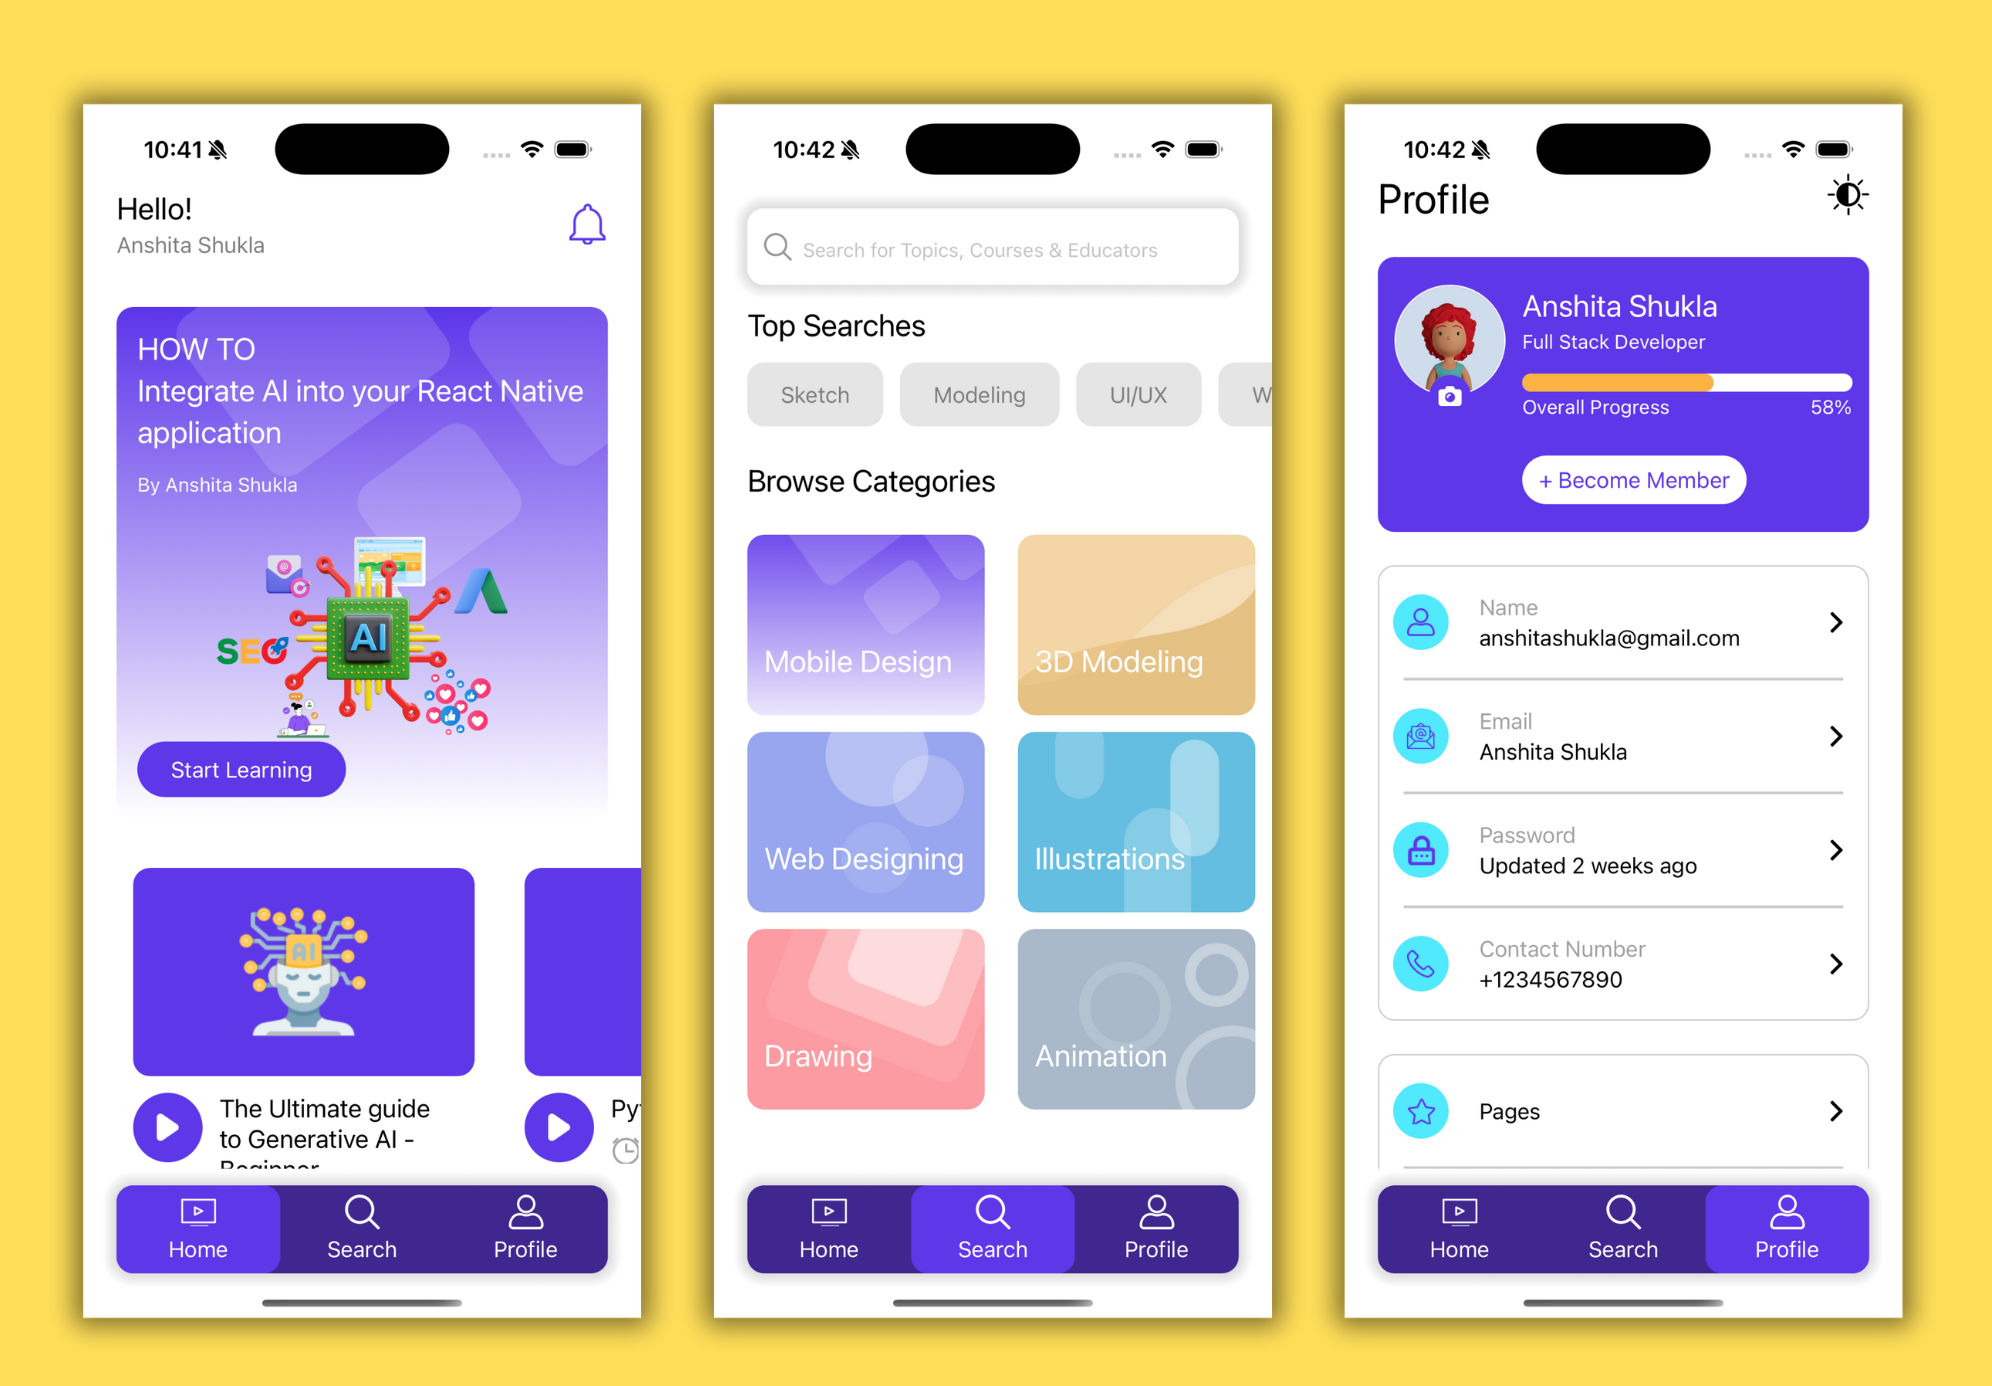 10:41
Hello!
Anshita Shukla
HOW TO
Integrate AI into your React Native
application
By Anshita Shukla
SEO
AI
Start Learning
AI
The Ultimate guide
to Generative AI -
Beginner
Home
Search
Profile
10:42
Search for Topics, Courses & Educators
Top Searches
Sketch
Modeling
UI/UX
W
Browse Categories
Mobile Design
3D Modeling
Web Designing
Illustrations
Drawing
Animation
Home
Search
Profile
10:42
Profile
Anshita Shukla
Full Stack Developer
Overall Progress
58%
+ Become Member
Name
anshitashukla@gmail.com
Email
Anshita Shukla
Password
Updated 2 weeks ago
Contact Number
+1234567890
Pages
Home
Search
Profile